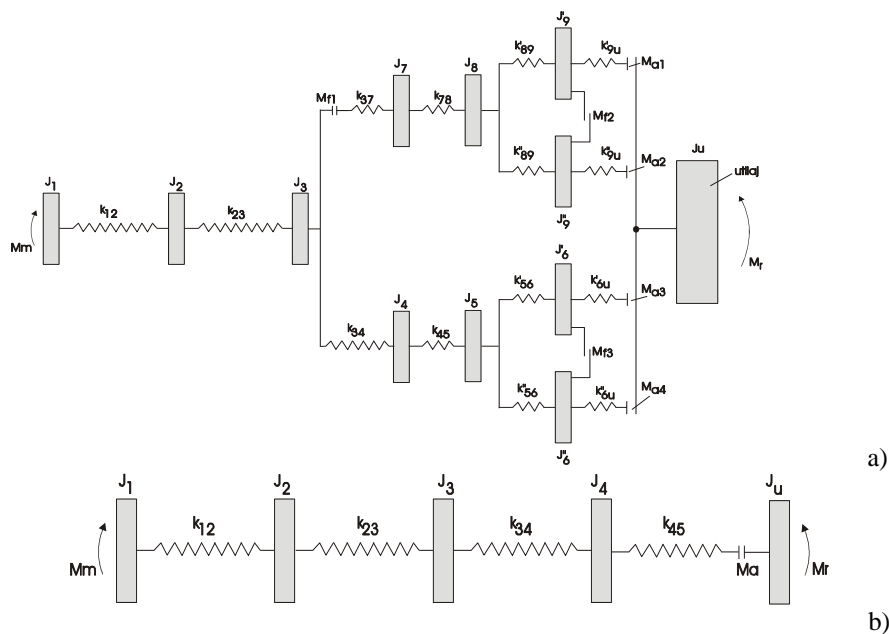 J'9
k'89
k'9u
Ma1
J7
J8
Mf1
k37
k78
Mf2
J''9
k''89
k''9u
Ma2
Ju
utilaj
J1
J2
J3
k12
k23
Mm
Mr
J'6
k'56
k'6u
Ma3
J4
J5
k34
k45
Mf3
k''56
k''6u
Ma4
J''6
a)
J1
J2
J3
J4
Ju
k12
k23
k34
k45
Mm
Ma
Mr
b)